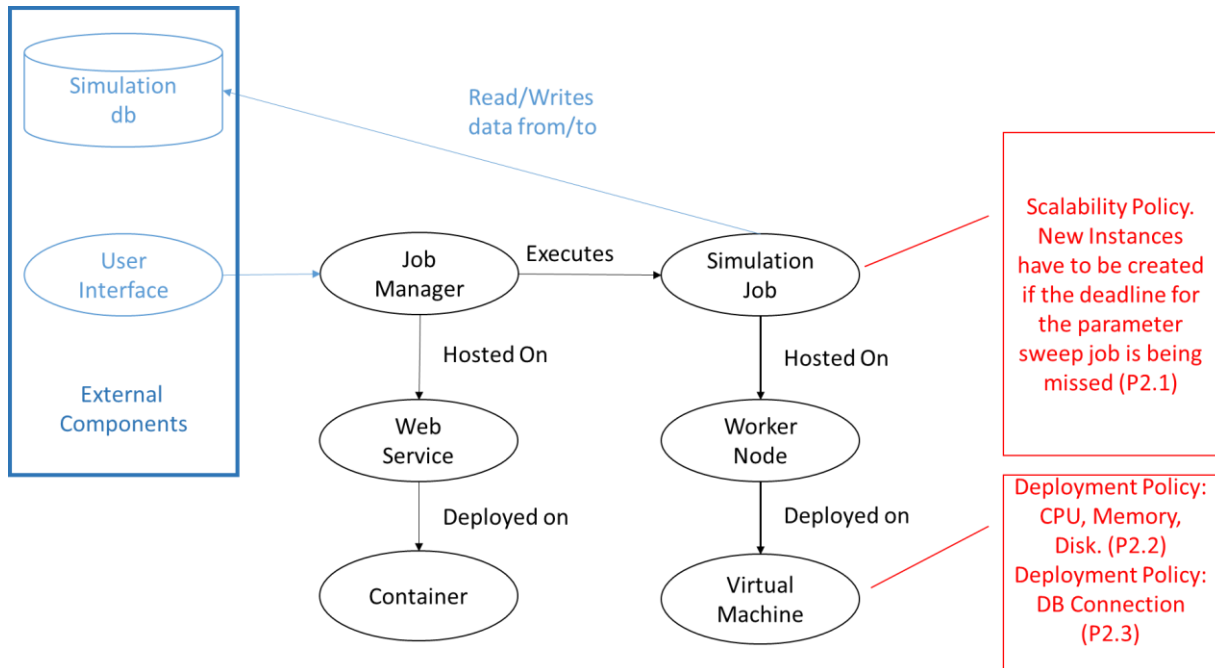 Simulation
db
Read/Writes
data from/to
User
Interface
External
Components
Job
Manager
Executes
Simulation
Job
Hosted On
Hosted On
Web
Service
Worker
Node
Deployed on
Deployed on
Container
Virtual
Machine
Scalability Policy.
New Instances
have to be created
if the deadline for
the parameter
sweep job is being
missed (P2.1)
Deployment Policy:
CPU, Memory,
Disk. (P2.2)
Deployment Policy:
DB Connection
(P2.3)